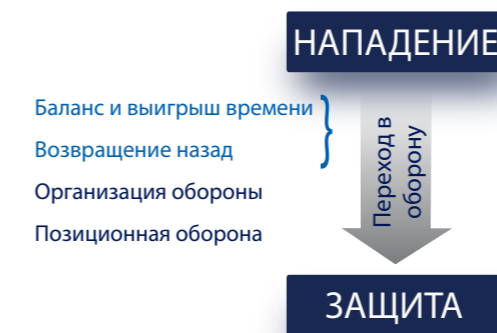 НАПАДЕНИЕ
Баланс и выигрыш времени
Возвращение назад
Организация обороны
Позиционная оборона
Переход в
оборону
ЗАЩИТА